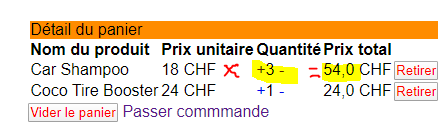 Détail du panier
Nom du produit Prix unitaire Quantité Prix total
Car Shampoo 18 CHF x +3 - = 54,0 CHF Retirer
Coco Tire Booster 24 CHF +1 - 24,0 CHF Retirer
Vider le panier Passer commmande